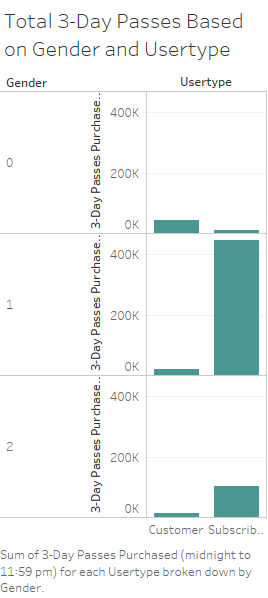 Total 3-Day Passes Based
on Gender and Usertype
Gender
Usertype
0
3-Day Passes Purchase..
400K
200K
0K
1
3-Day Passes Purchase..
400K
200K
0K
2
3-Day Passes Purchase..
400K
200K
0K
Customer Subscrib..
Sum of 3-Day Passes Purchased (midnight to
11:59 pm) for each Usertype broken down by
Gender.